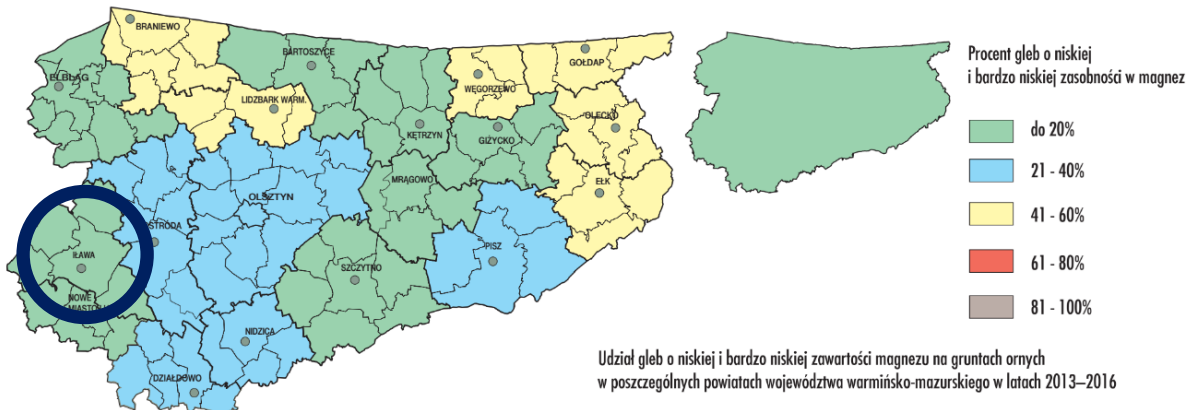 BRANIEWO
GOŁDAP
BARTOSZYCE
ELBLĄG
WĘGORZEWO
LIDZBARK WARM.
OLECKO
KĘTRZYN
GIŻYCKO
MRĄGOWO
EŁK
OLSZTYN
STRÓDA
PISZ
IŁAWA
SZCZYTNO
NOWE
MIASTO
NIDZICA
DZIAŁDOWO
Procent gleb o niskiej
i bardzo niskiej zasobności w magnez
do 20%
21 - 40%
41 - 60%
61 - 80%
81 - 100%
Udział gleb o niskiej i bardzo niskiej zawartości magnezu na gruntach ornych
w poszczególnych powiatach województwa warmińsko-mazurskiego w latach 2013–2016